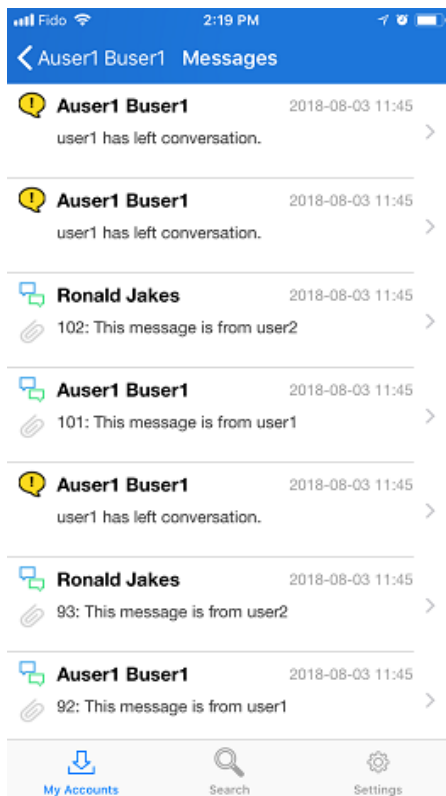 Fido 2:19 PM
Auser1 Buser1 Messages
Auser1 Buser1 2018-08-03 11:45
user1 has left conversation.
Auser1 Buser1 2018-08-03 11:45
user1 has left conversation.
Ronald Jakes 2018-08-03 11:45
102: This message is from user2
Auser1 Buser1 2018-08-03 11:45
101: This message is from user1
Auser1 Buser1 2018-08-03 11:45
user1 has left conversation.
Ronald Jakes 2018-08-03 11:45
93: This message is from user2
Auser1 Buser1 2018-08-03 11:45
92: This message is from user1
My Accounts Search Settings